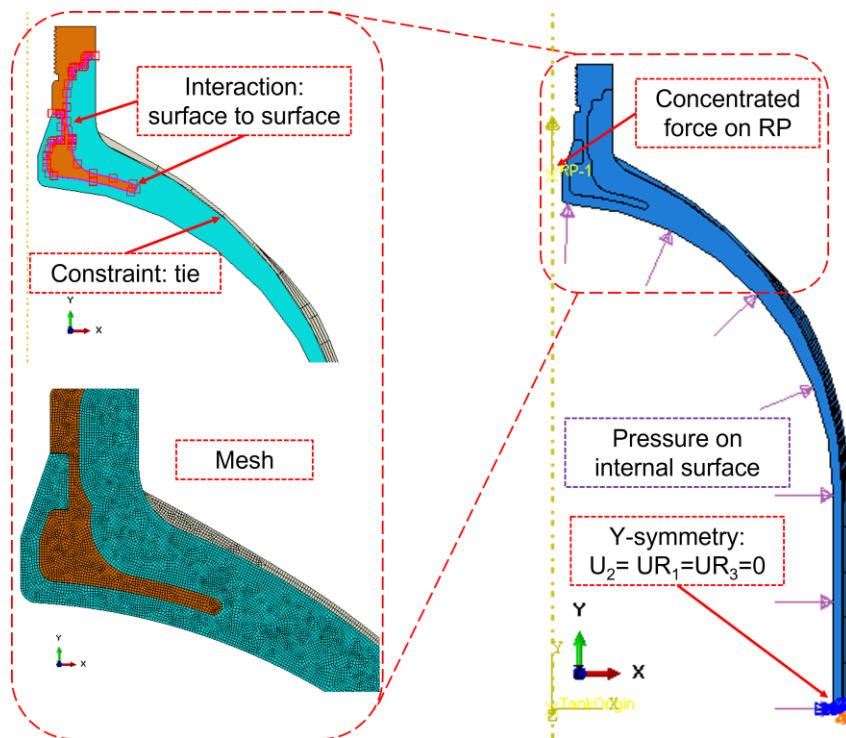 Interaction:
surface to surface
Constraint: tie
Y
X
Mesh
Y
X
Concentrated
force on RP
RP-1
Pressure on
internal surface
Y-symmetry:
U₂= UR₁=UR₃=0
Y
X
Y
X
TankOrigin